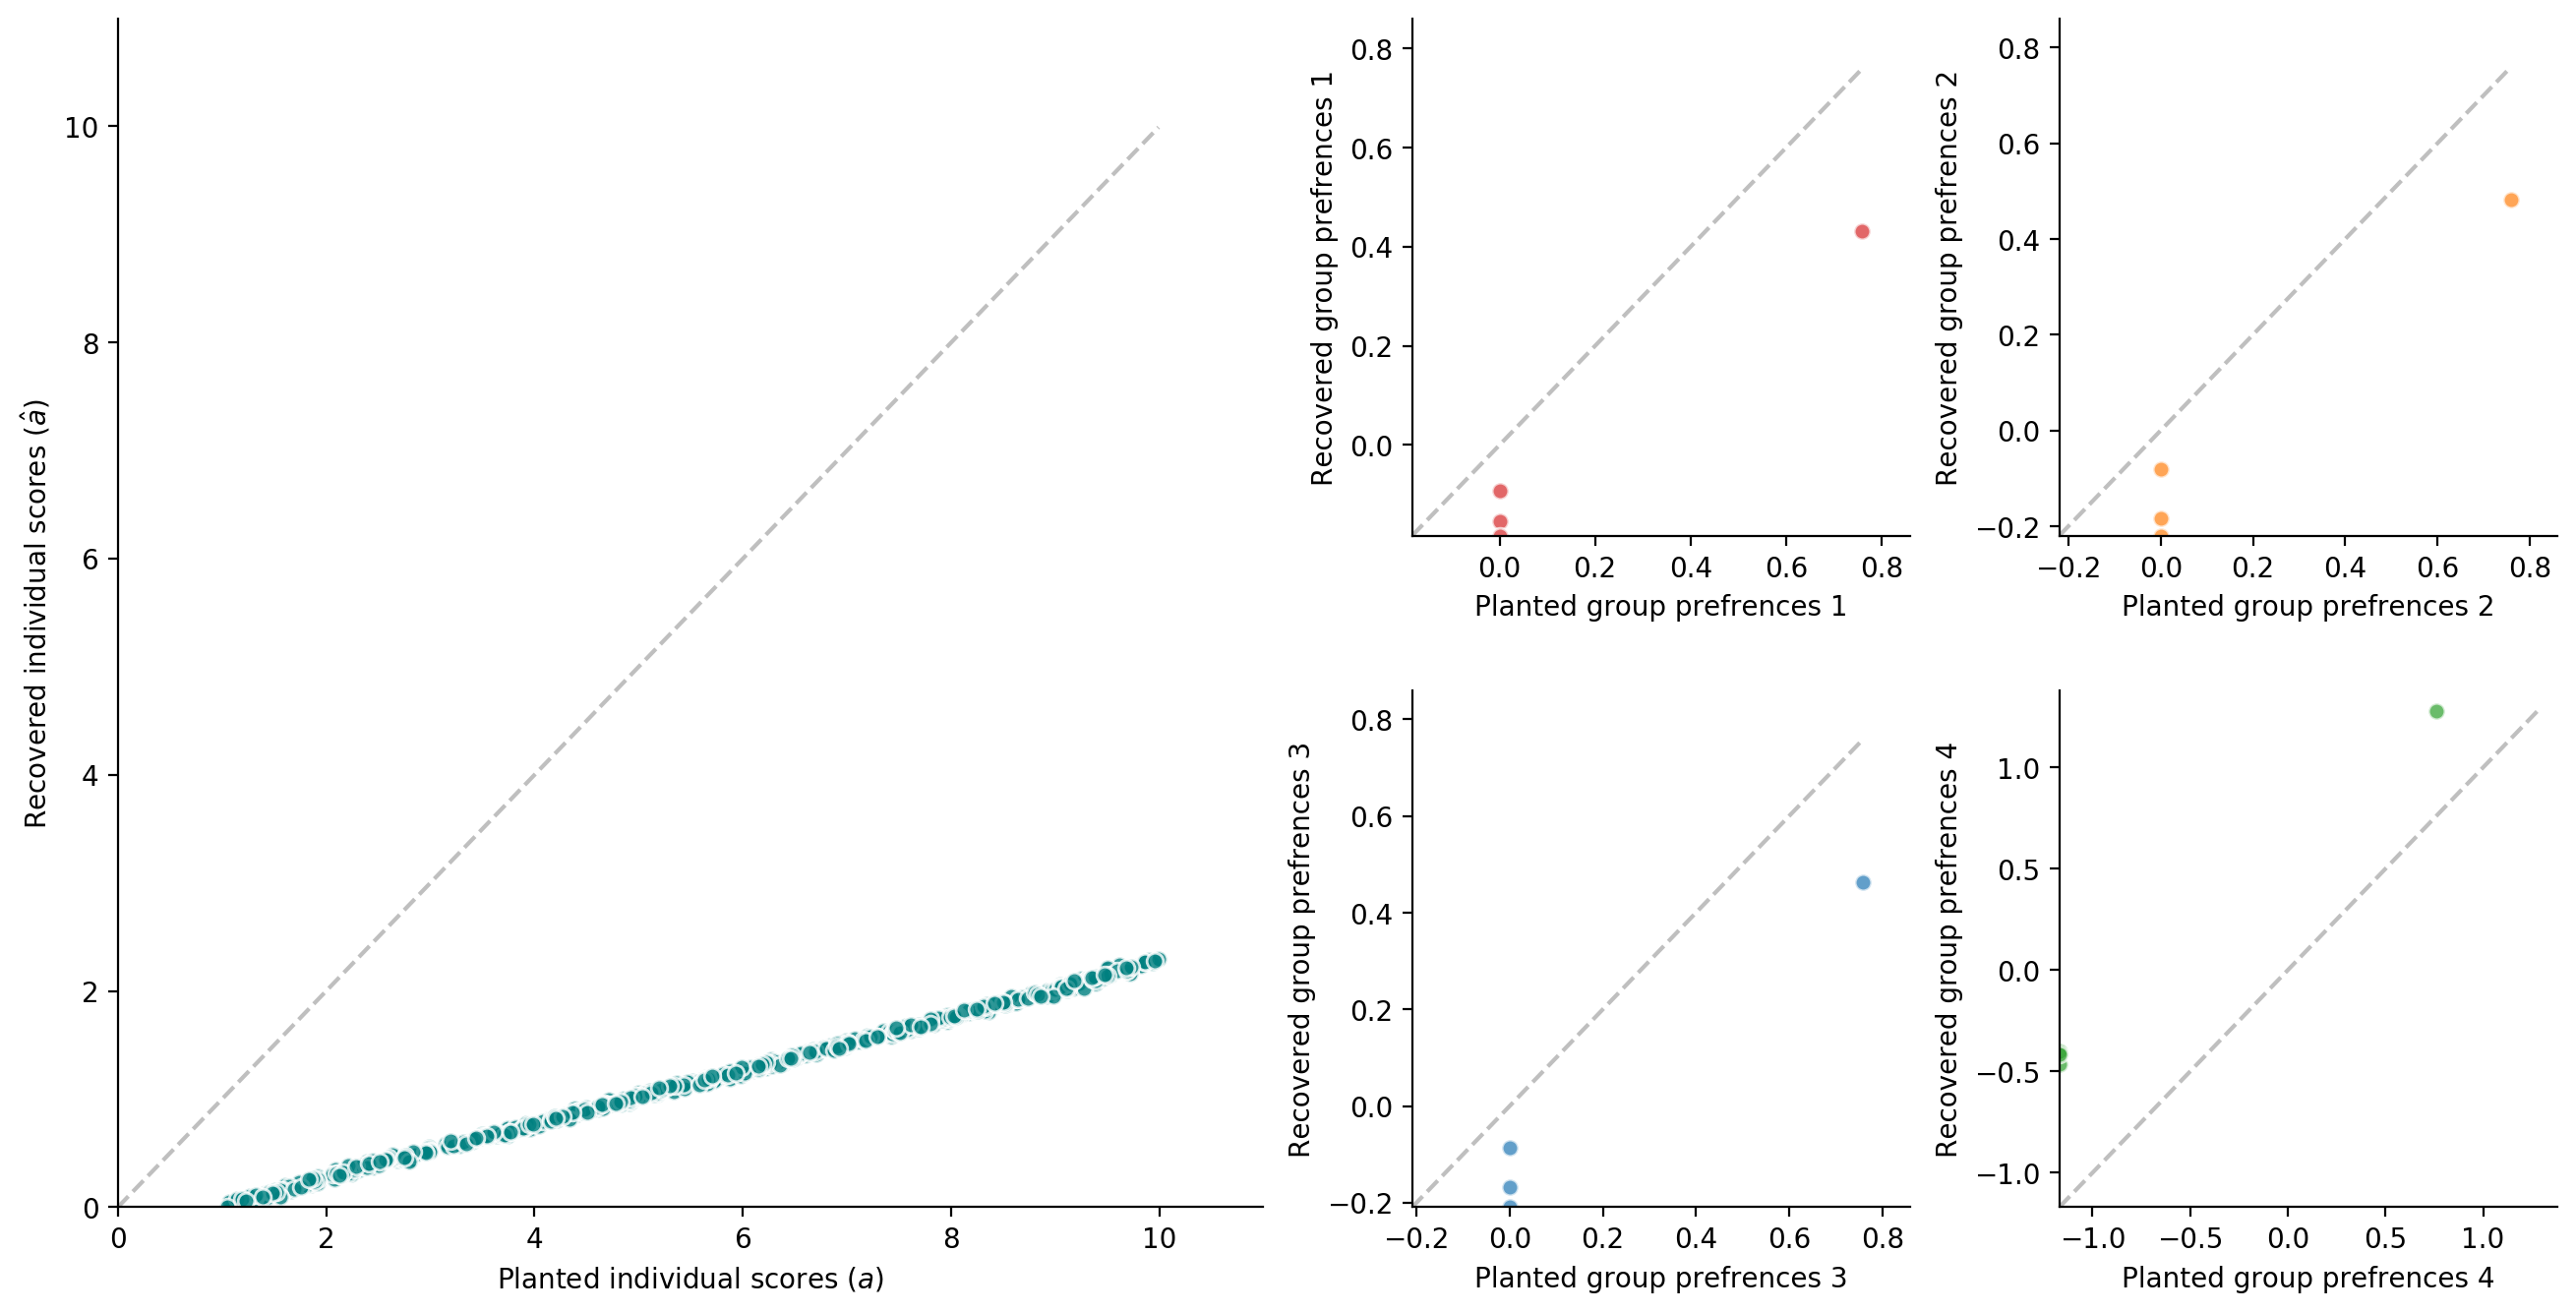 Recovered individual scores (â)
10
8
6
4
2
0
0 2 4 6 8 10
Planted individual scores (a)
Recovered group prefrences 1
0.8
0.6
0.4
0.2
0.0
0.0 0.2 0.4 0.6 0.8
Planted group prefrences 1
Recovered group prefrences 2
0.8
0.6
0.4
0.2
0.0
−0.2
−0.2 0.0 0.2 0.4 0.6 0.8
Planted group prefrences 2
Recovered group prefrences 3
0.8
0.6
0.4
0.2
0.0
−0.2
−0.2 0.0 0.2 0.4 0.6 0.8
Planted group prefrences 3
Recovered group prefrences 4
1.0
0.5
0.0
−0.5
−1.0
−1.0 −0.5 0.0 0.5 1.0
Planted group prefrences 4